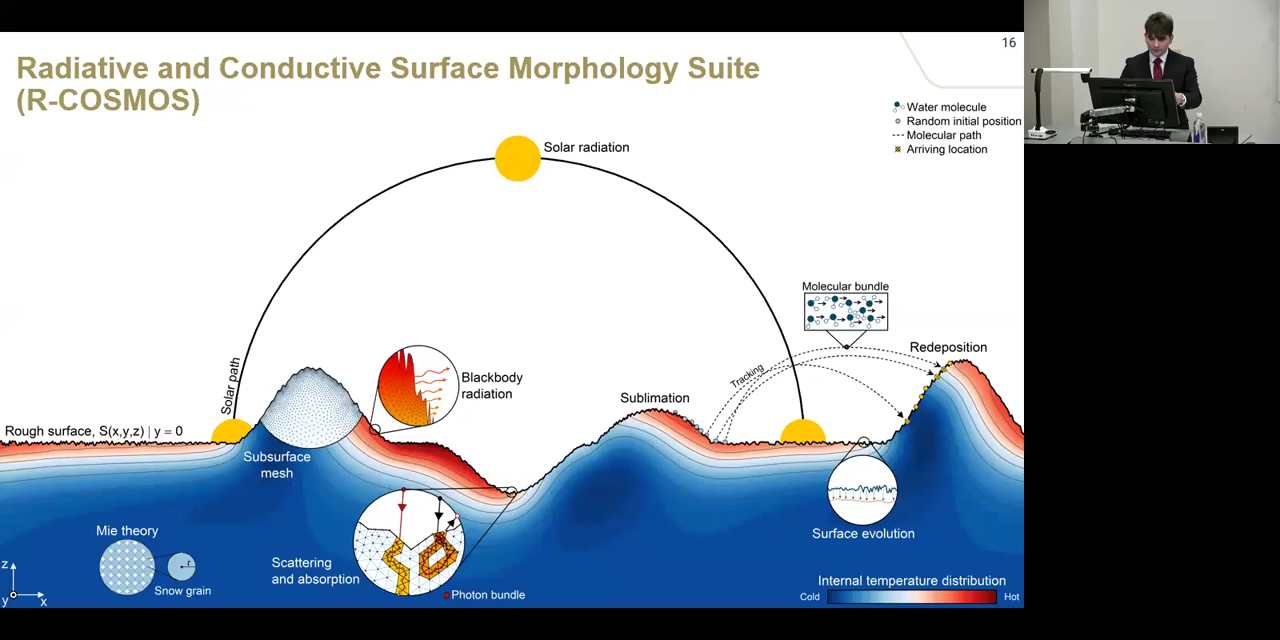 16
Radiative and Conductive Surface Morphology Suite
(R-COSMOS)
Water molecule
Random initial position
Molecular path
Arriving location
Solar radiation
Molecular bundle
Redeposition
Tracking
Solar path
Blackbody
radiation
Sublimation
Rough surface, S(x,y,z) | y = 0
Subsurface
mesh
Surface evolution
Mie theory
r
Snow grain
Scattering
and absorption
Photon bundle
Internal temperature distribution
Cold
Hot
z
y
x